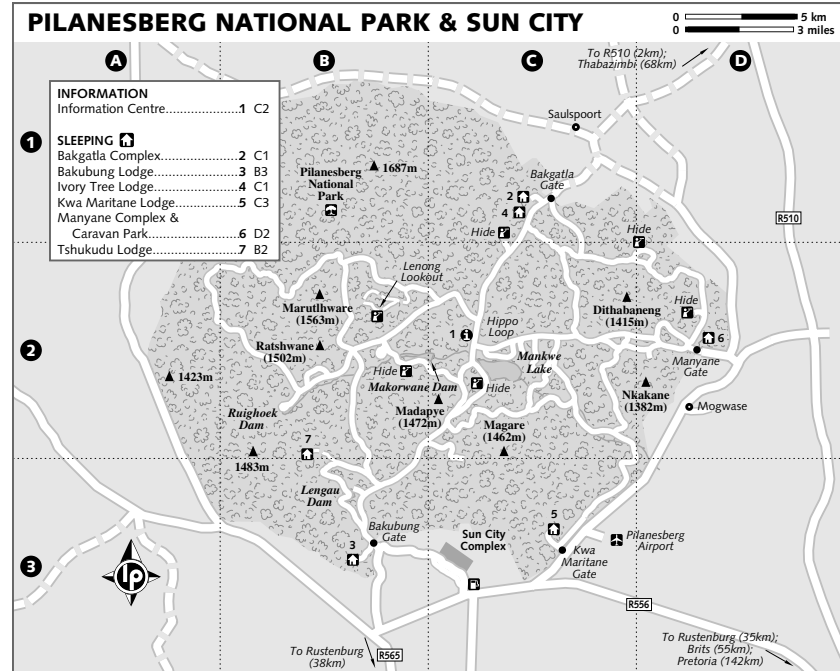 PILANESBERG NATIONAL PARK & SUN CITY
0 5 km
0 3 miles
A
B
C
D
To R510 (2km);
Thabazimbi (68km)
INFORMATION
Information Centre.......................1 C2
SLEEPING
Bakgatla Complex.......................2 C1
Bakubung Lodge.......................3 B3
Ivory Tree Lodge.......................4 C1
Kwa Maritane Lodge.......................5 C3
Manyane Complex &
Caravan Park.......................6 D2
Tshukudu Lodge.......................7 B2
1
Saulspoort
1687m
Pilanesberg
National
Park
Bakgatla
Gate
2
4
Hide
Hide
R510
Lenong
Lookout
Marutlhware
(1563m)
Dithabaneng
(1415m)
Hide
1
Hippo
Loop
6
2
Ratshwane
(1502m)
Mankwe
Lake
Manyane
Gate
1423m
Hide
Makorwane Dam
Hide
Nkakane
(1382m)
Madapye
(1472m)
Mogwase
Ruighoek
Dam
Magare
(1462m)
7
1483m
Lengau
Dam
5
Bakubung
Gate
Sun City
Complex
Pilanesberg
Airport
3
3
Kwa
Maritane
Gate
lp
R556
To Rustenburg
(38km)
R565
To Rustenburg (35km);
Brits (55km);
Pretoria (142km)